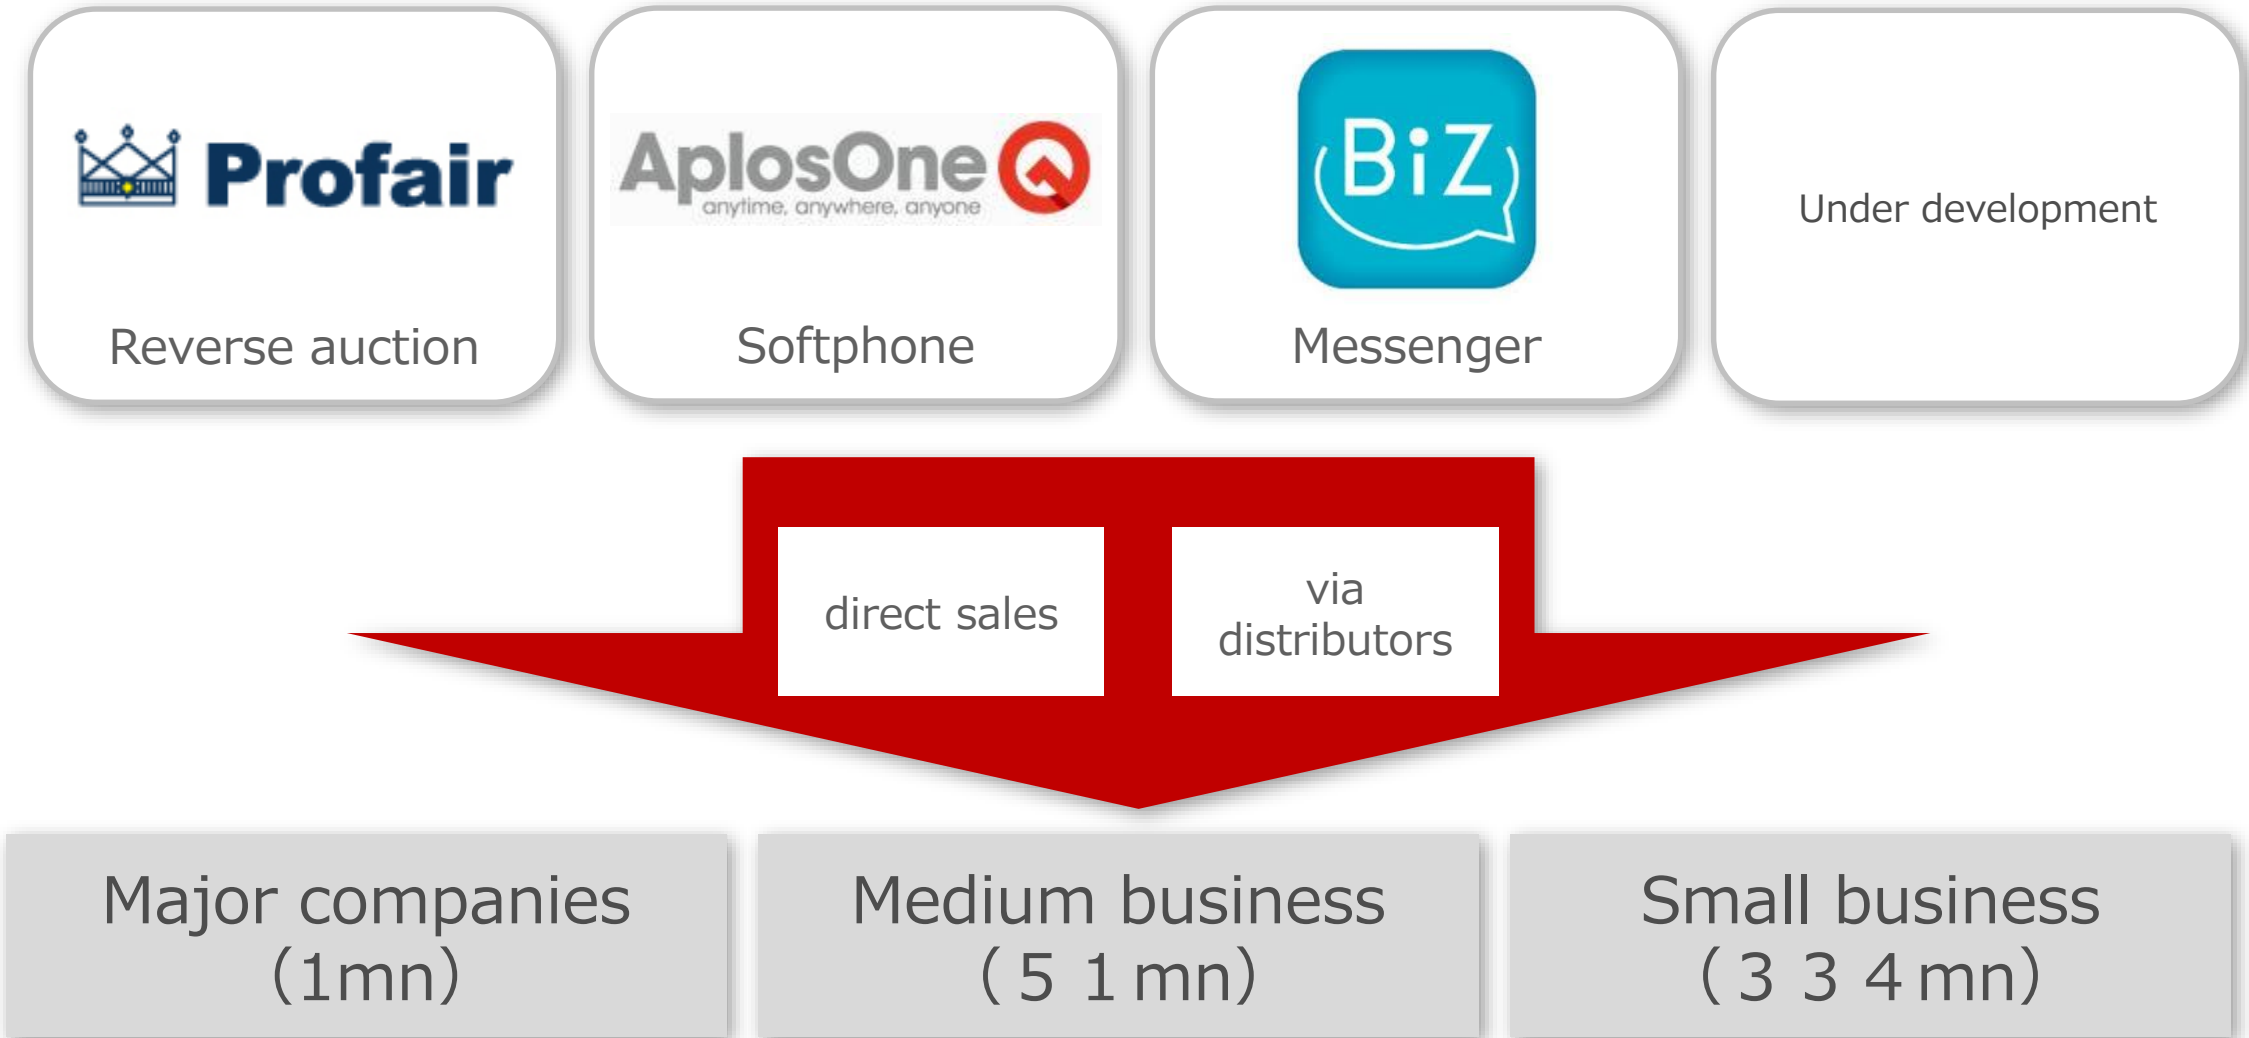 Profair
Reverse auction
AplosOne
anytime, anywhere, anyone
Softphone
BiZ
Messenger
Under development
direct sales
via
distributors
Major companies
(1mn)
Medium business
(５１mn)
Small business
(３３４mn)